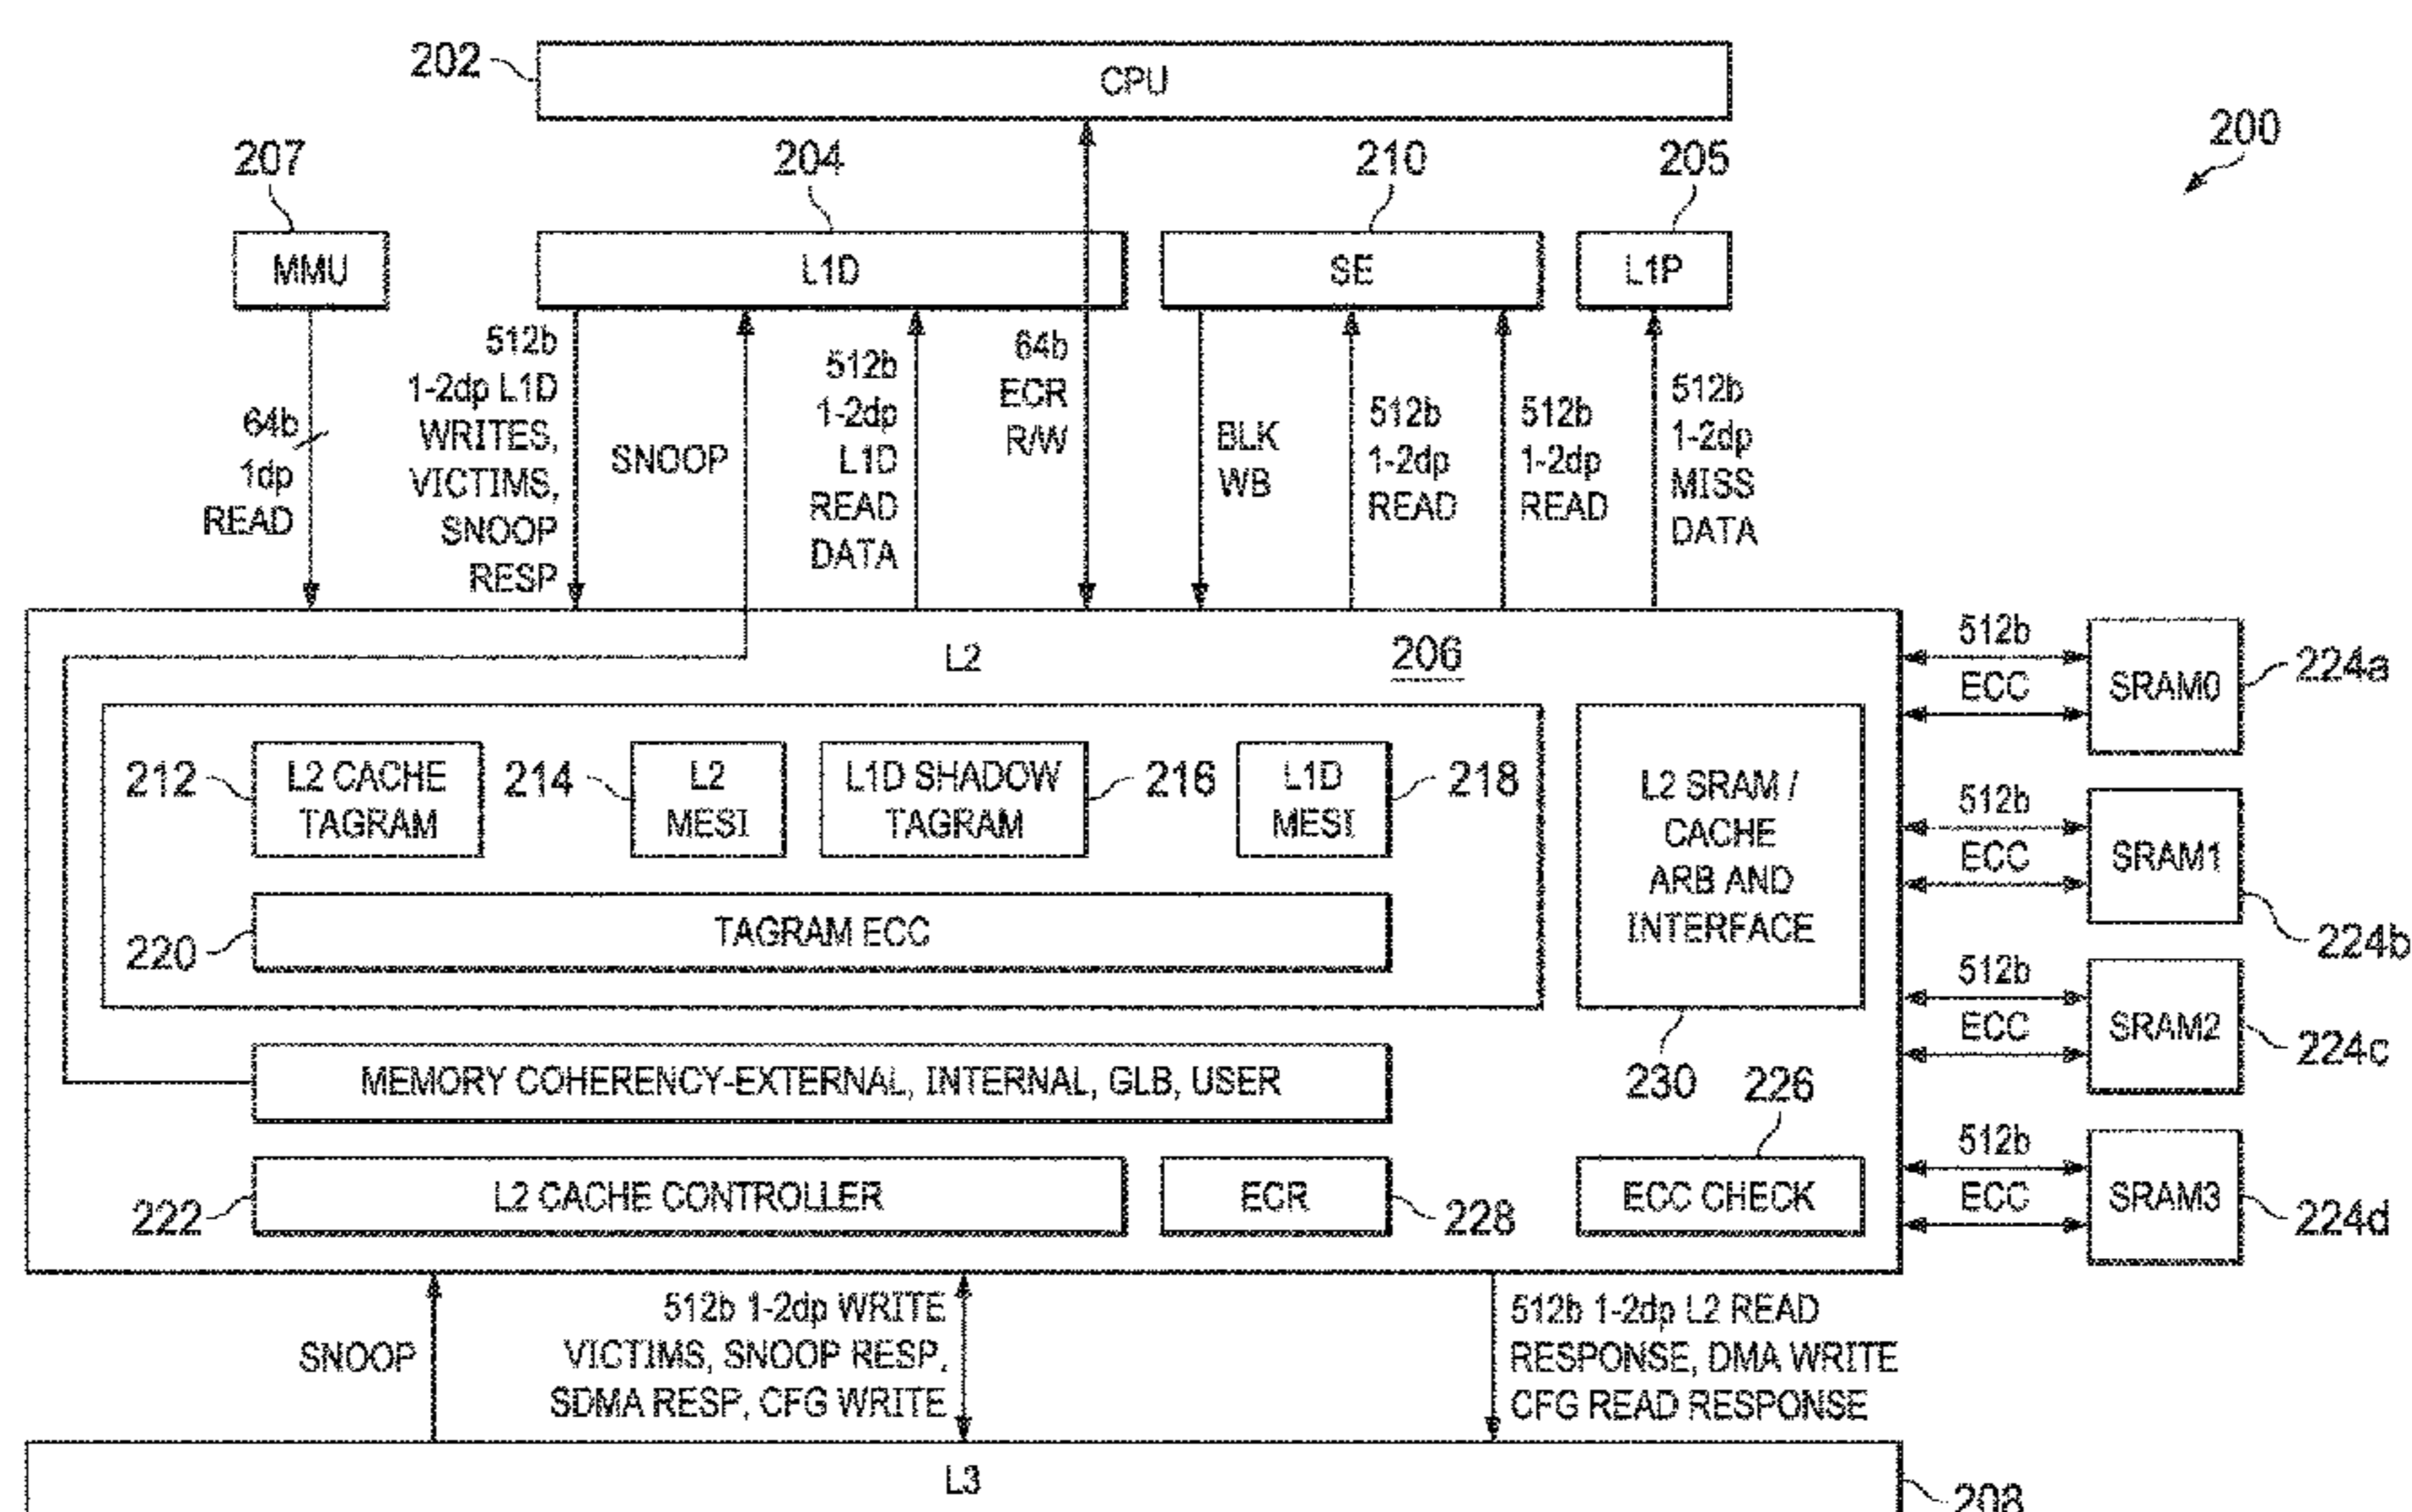 202
CPU
200
207
204
210
205
MMU
L1D
SE
L1P
64b
1dp
READ
512b
1-2dp L1D
WRITES,
VICTIMS,
SNOOP
RESP
SNOOP
512b
1-2dp
L1D
READ
DATA
64b
ECR
R/W
BLK
WB
512b
1-2dp
READ
512b
1-2dp
READ
512b
1-2dp
MISS
DATA
L2
206
512b
ECC
SRAM0
224a
212
L2 CACHE
TAGRAM
214
L2
MESI
L1D SHADOW
TAGRAM
216
L1D
MESI
218
L2 SRAM /
CACHE
ARB AND
INTERFACE
512b
ECC
SRAM1
224b
220
TAGRAM ECC
512b
ECC
SRAM2
224c
MEMORY COHERENCY-EXTERNAL, INTERNAL, GLB, USER
230
226
222
L2 CACHE CONTROLLER
ECR
228
ECC CHECK
512b
ECC
SRAM3
224d
SNOOP
512b 1-2dp WRITE
VICTIMS, SNOOP RESP,
SDMA RESP, CFG WRITE
512b 1-2dp L2 READ
RESPONSE, DMA WRITE
CFG READ RESPONSE
L3
208